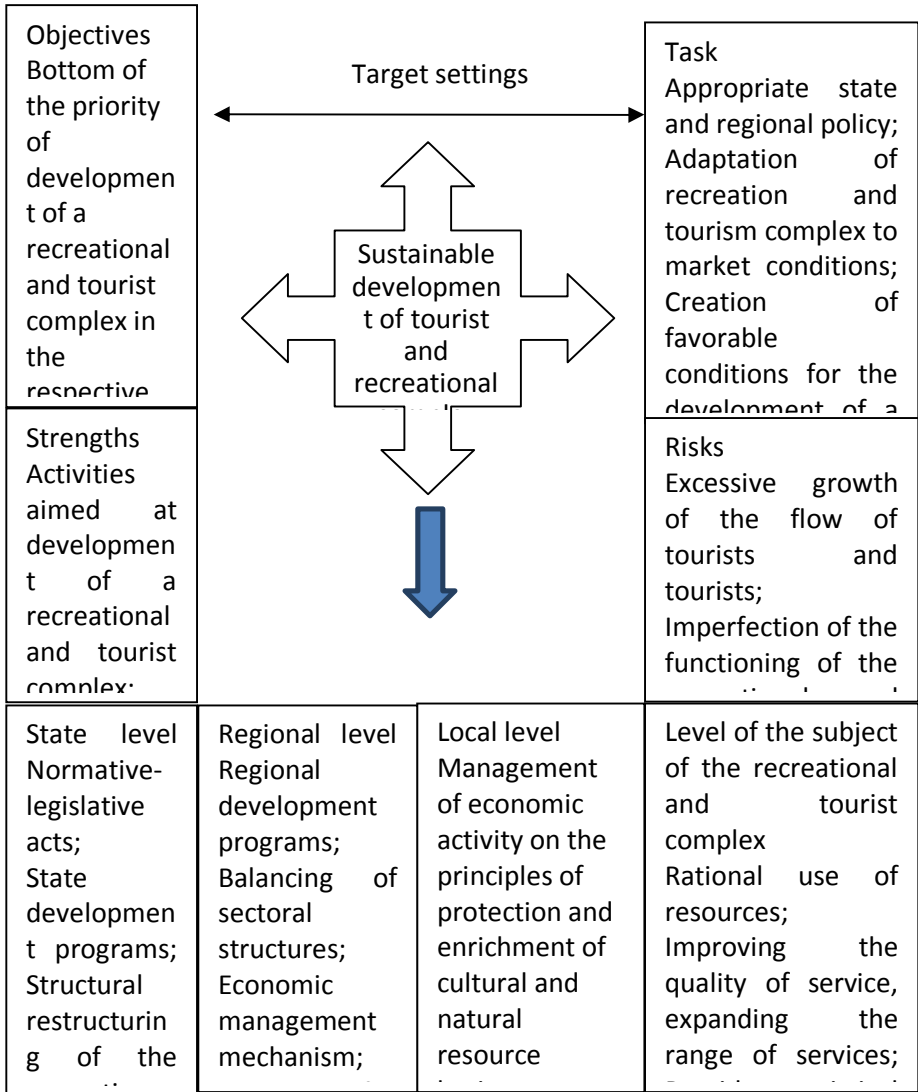 Objectives
Bottom of
the priority
of
developmen
t of a
recreational
and tourist
complex in
the
respective
Target settings
Task
Appropriate state
and regional policy;
Adaptation of
recreation and
tourism complex to
market conditions;
Creation of
favorable
conditions for the
development of a
Sustainable
developmen
t of tourist
and
recreational
Strengths
Activities
aimed at
developmen
t of a
recreational
and tourist
complex;
Risks
Excessive growth
of the flow of
tourists and
tourists;
Imperfection of the
functioning of the
State level
Normative-
legislative
acts;
State
developmen
t programs;
Structural
restructurin
g of the
Regional level
Regional
development
programs;
Balancing of
sectoral
structures;
Economic
management
mechanism;
Local level
Management
of economic
activity on the
principles of
protection and
enrichment of
cultural and
natural
resource
Level of the subject
of the recreational
and tourist
complex
Rational use of
resources;
Improving the
quality of service,
expanding the
range of services;